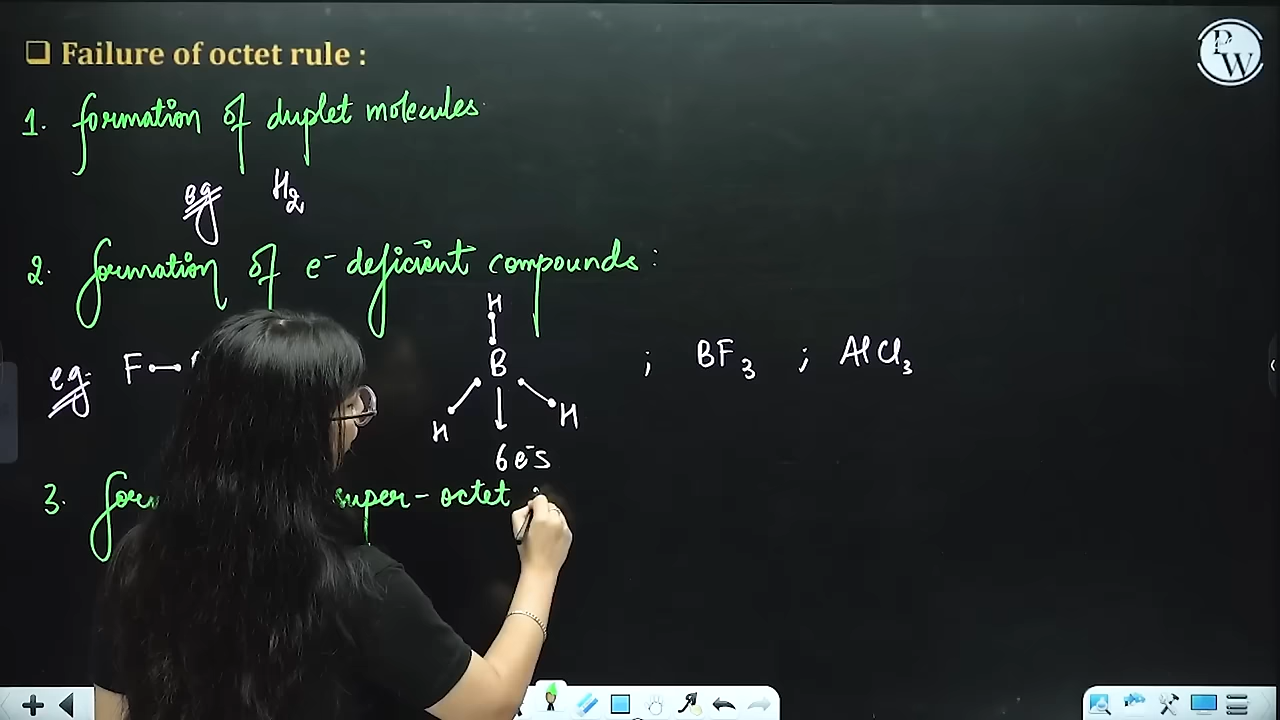 Failure of octet rule :
PW
1. formation of duplet molecules
eg H2
2. formation of e- deficient compounds :
H
eg. F B ; BF3 ; AlCl3
H H
6e-s
3. super-octet